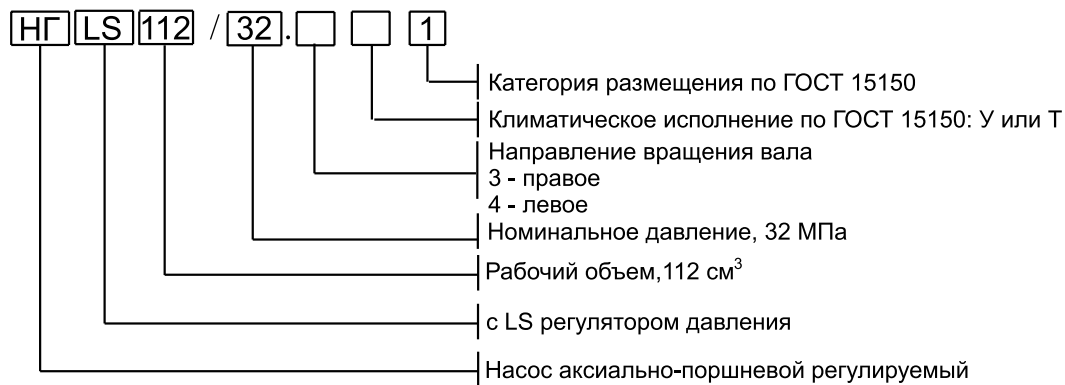 НГ LS 112 / 32 . 1
Категория размещения по ГОСТ 15150
Климатическое исполнение по ГОСТ 15150: У или Т
Направление вращения вала
3 - правое
4 - левое
Номинальное давление, 32 МПа
Рабочий объем,112 см³
с LS регулятором давления
Насос аксиально-поршневой регулируемый